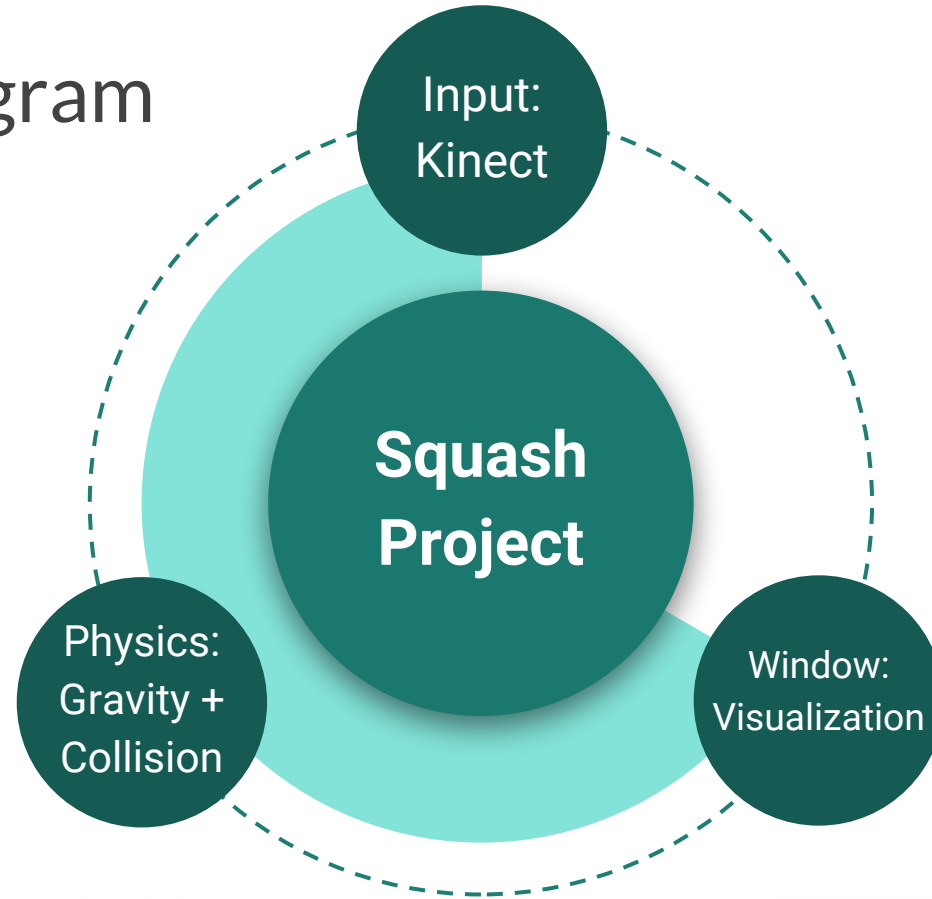 gram
Input:
Kinect
Squash
Project
Physics:
Gravity +
Collision
Window:
Visualization